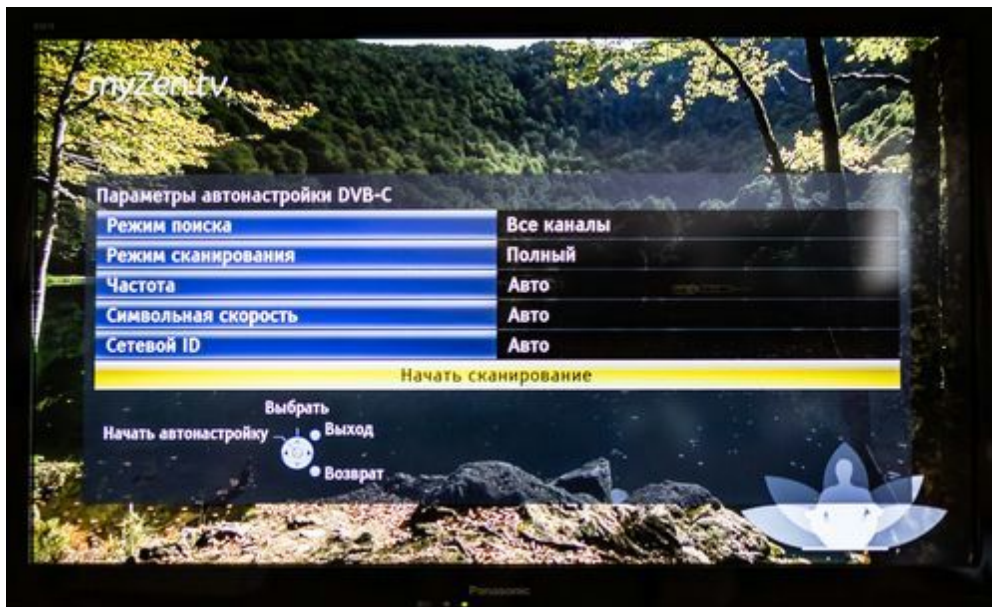 myZen.tv
Параметры автонастройки DVB-C
Режим поиска Все каналы
Режим сканирования Полный
Частота Авто
Символьная скорость Авто
Сетевой ID Авто
Начать сканирование
Выбрать
Начать автонастройку Выход
Возврат
Panasonic